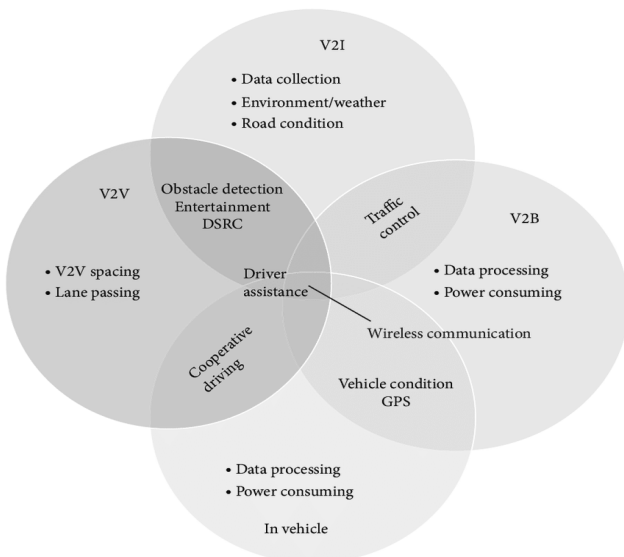 V2I
• Data collection
• Environment/weather
• Road condition
V2V
Obstacle detection
Entertainment
DSRC
Traffic
control
V2B
• V2V spacing
• Lane passing
Driver
assistance
• Data processing
• Power consuming
Wireless communication
Cooperative
driving
Vehicle condition
GPS
• Data processing
• Power consuming
In vehicle